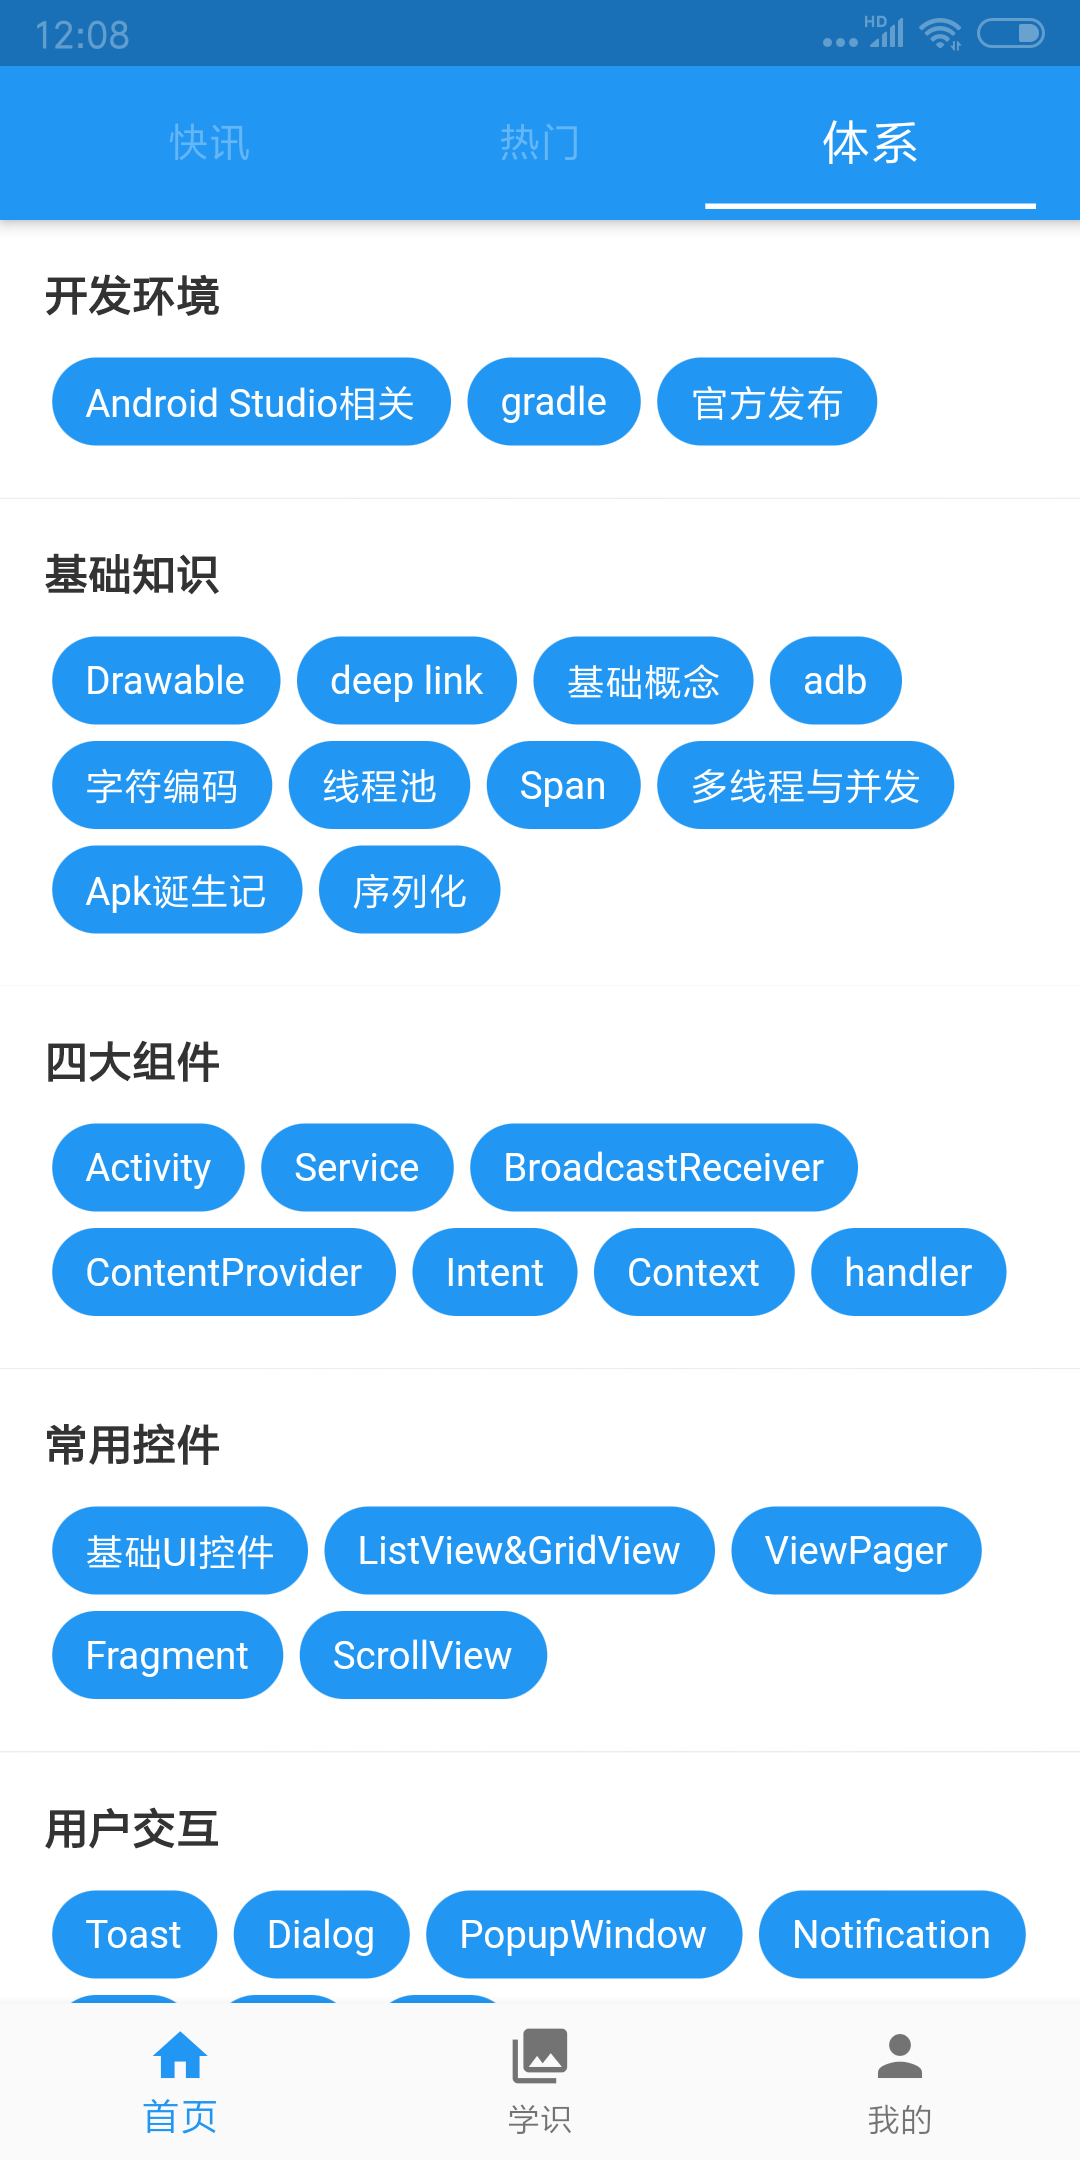 12:08 HD
快讯 热门 体系
开发环境
Android Studio相关 gradle 官方发布
基础知识
Drawable deep link 基础概念 adb
字符编码 线程池 Span 多线程与并发
Apk诞生记 序列化
四大组件
Activity Service BroadcastReceiver
ContentProvider Intent Context handler
常用控件
基础UI控件 ListView&GridView ViewPager
Fragment ScrollView
用户交互
Toast Dialog PopupWindow Notification
首页 学识 我的